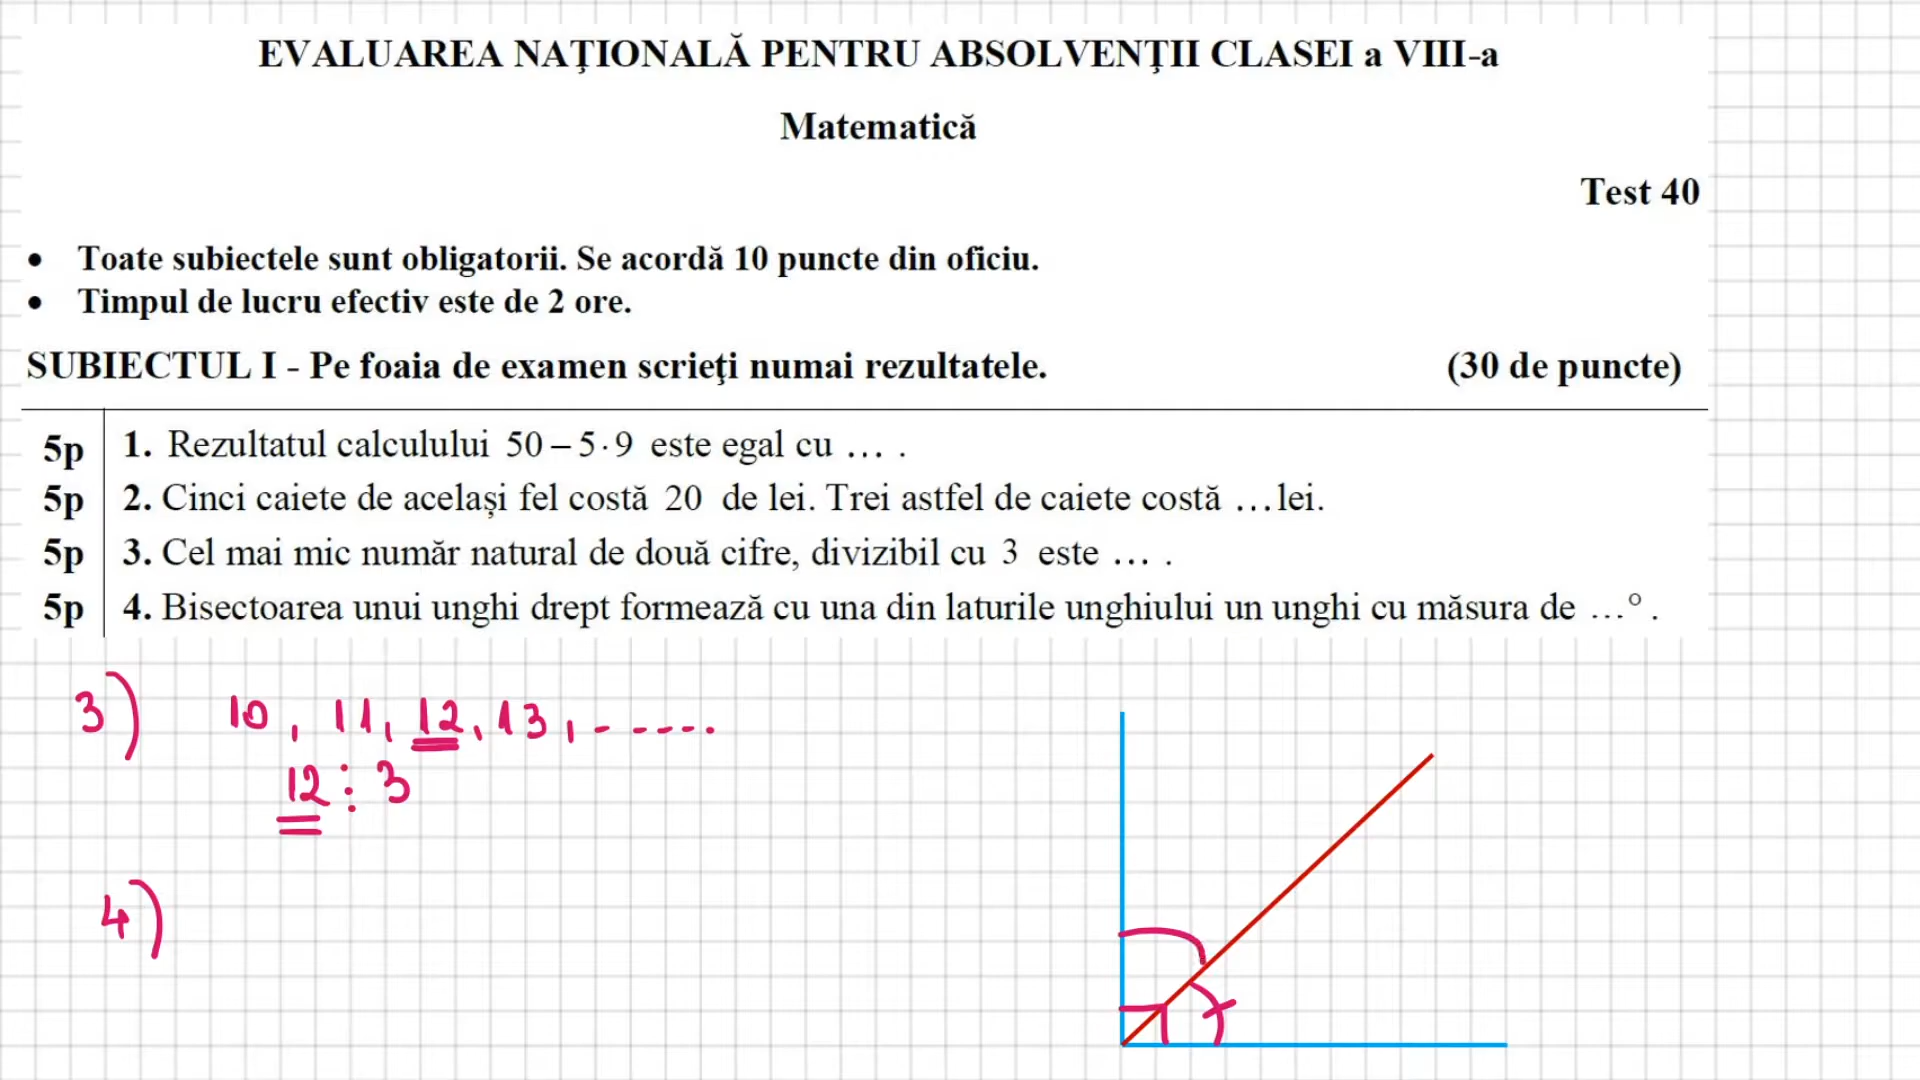 EVALUAREA NAŢIONALĂ PENTRU ABSOLVENŢII CLASEI a VIII-a
Matematică
Test 40
• Toate subiectele sunt obligatorii. Se acordă 10 puncte din oficiu.
• Timpul de lucru efectiv este de 2 ore.
SUBIECTUL I - Pe foaia de examen scrieţi numai rezultatele. (30 de puncte)
5p 1. Rezultatul calculului 50 – 5 · 9 este egal cu … .
5p 2. Cinci caiete de același fel costă 20 de lei. Trei astfel de caiete costă …lei.
5p 3. Cel mai mic număr natural de două cifre, divizibil cu 3 este … .
5p 4. Bisectoarea unui unghi drept formează cu una din laturile unghiului un unghi cu măsura de …° .
3) 10, 11, 12, 13, ------
12 ⋮ 3
4)